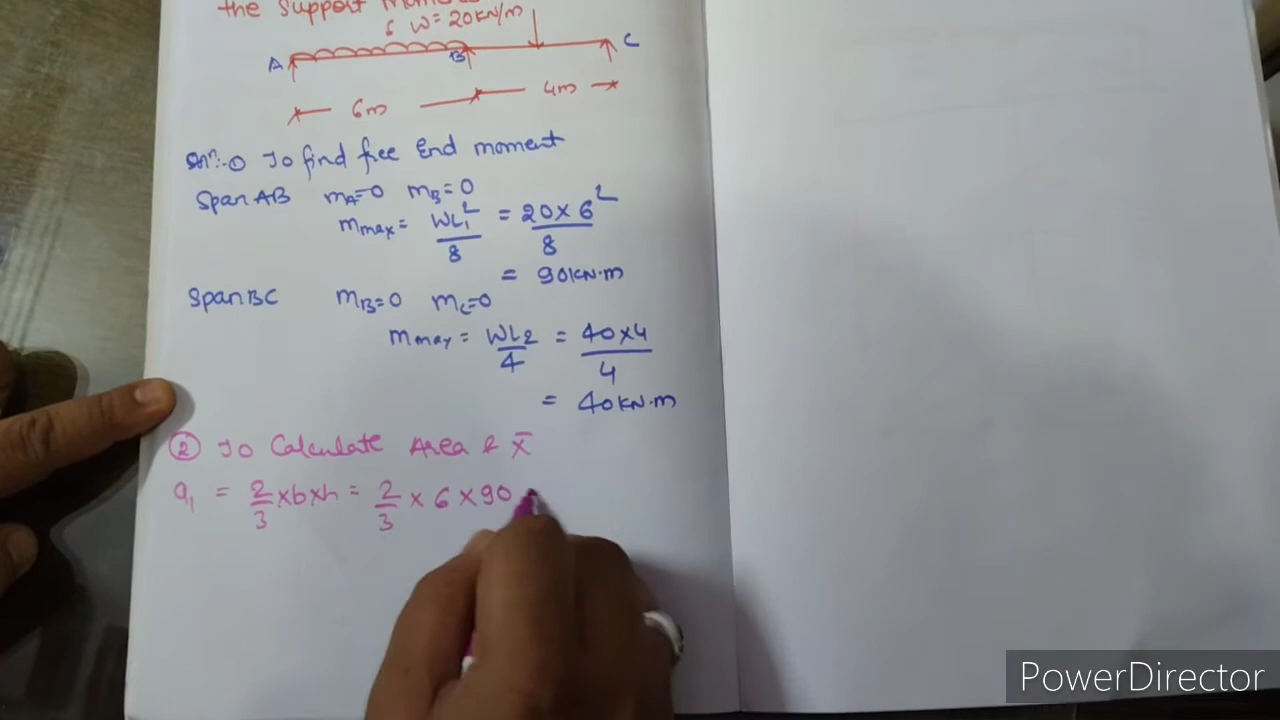 the Support Moment
W= 20KN/m
A B C
6m 4m
Soln:- ① To find free End moment
Span AB mA=0 mB=0
mmax= WL1²/8 = 20×6²/8
= 90KN.m
Span BC mB=0 mC=0
mmax = WL2/4 = 40×4/4
= 40KN.m
② To Calculate Area & x̄
a1 = 2/3 ×b×h = 2/3 × 6 ×90
PowerDirector